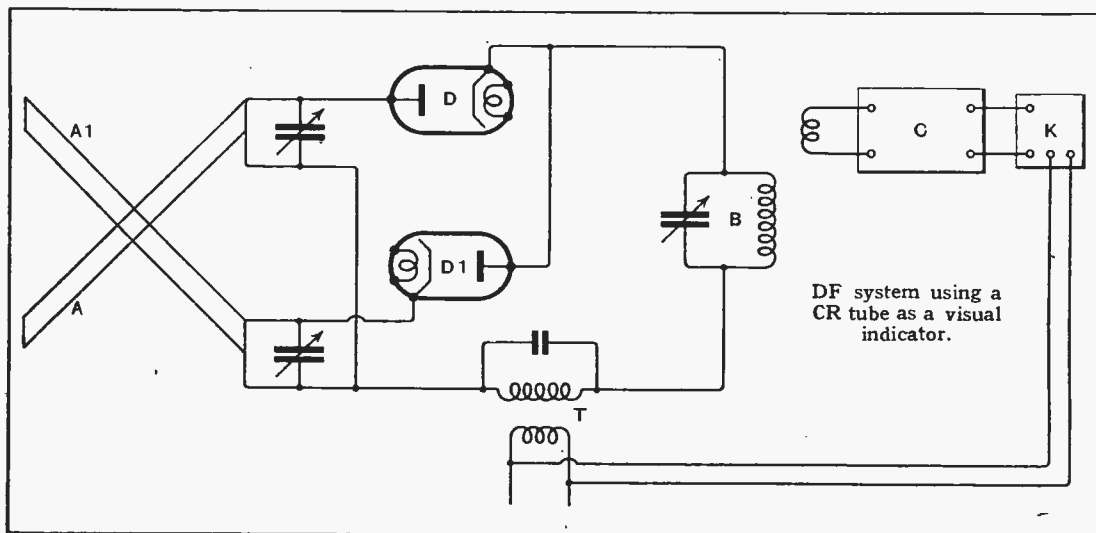 A1
D
C
K
B
D1
A
DF system using a
CR tube as a visual
indicator.
T